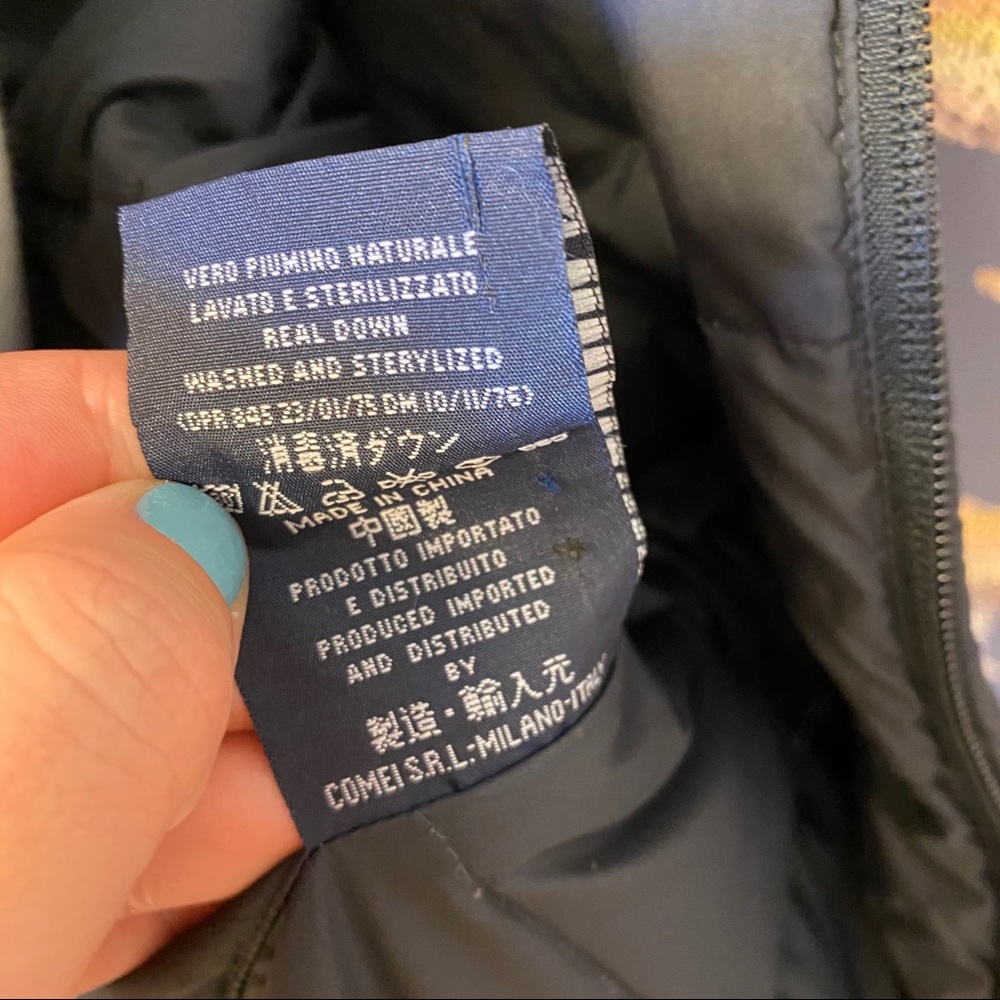 VERO PIUMINO NATURALE
LAVATO E STERILIZZATO
REAL DOWN
WASHED AND STERYLIZED
(DPR 845 22/01/75 DM 10/11/76)
消毒済ダウン
MADE IN CHINA
中國製
PRODOTTO IMPORTATO
E DISTRIBUITO
PRODUCED IMPORTED
AND DISTRIBUTED
BY
製造・輸入元
COMEI S.R.L.-MILANO-ITALY